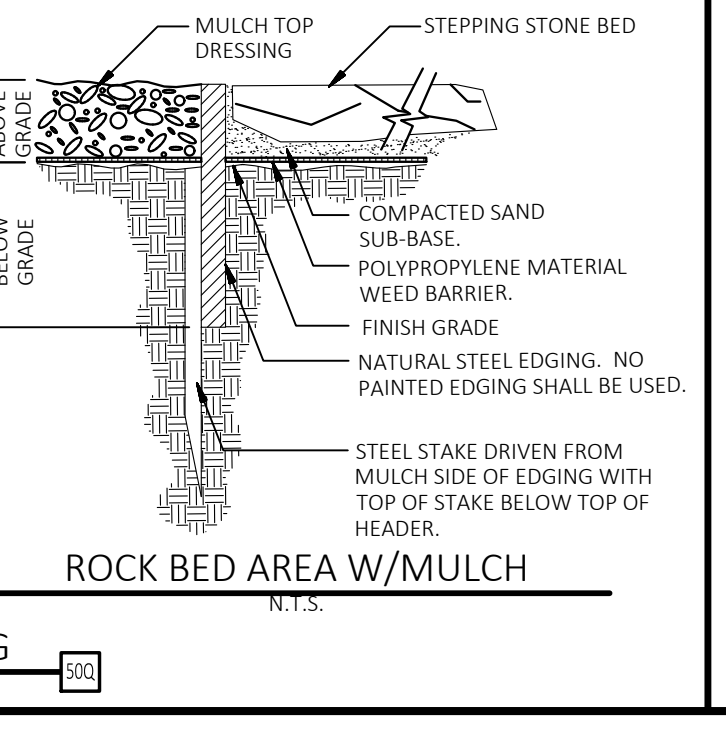 MULCH TOP
DRESSING
STEPPING STONE BED
ABOVE
GRADE
BELOW
GRADE
COMPACTED SAND
SUB-BASE.
POLYPROPYLENE MATERIAL
WEED BARRIER.
FINISH GRADE
NATURAL STEEL EDGING.  NO
PAINTED EDGING SHALL BE USED.
STEEL STAKE DRIVEN FROM
MULCH SIDE OF EDGING WITH
TOP OF STAKE BELOW TOP OF
HEADER.
ROCK BED AREA W/MULCH
N.T.S.
G
50Q